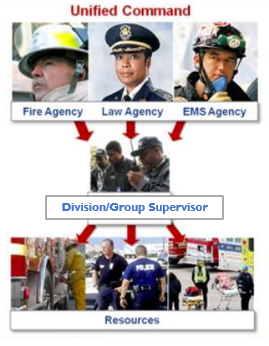 Unified Command
Fire Agency Law Agency EMS Agency
Division/Group Supervisor
POLICE
Resources